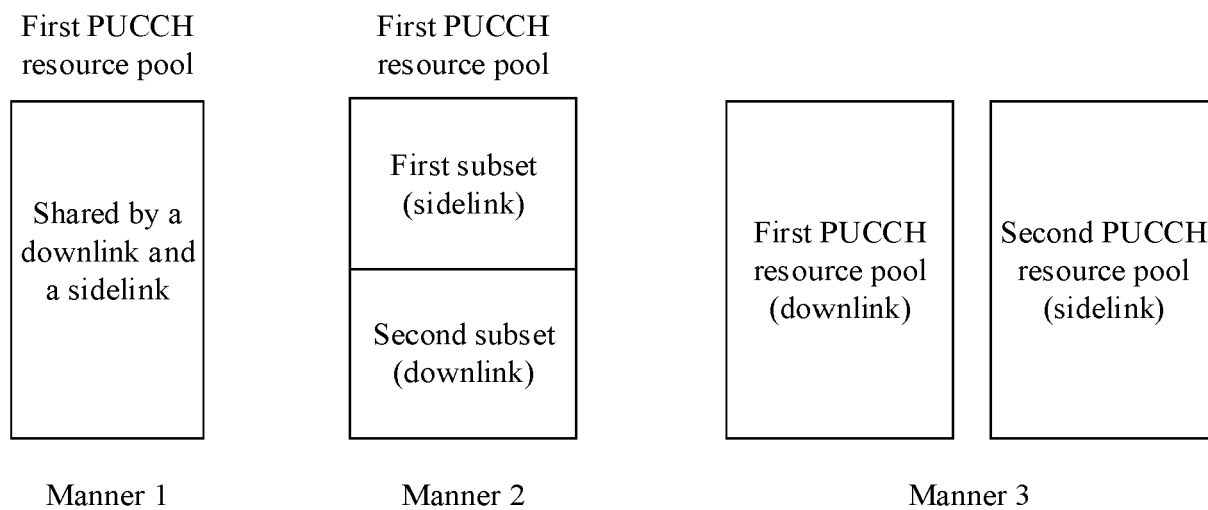 First PUCCH
resource pool
Shared by a
downlink and
a sidelink
Manner 1
First PUCCH
resource pool
First subset
(sidelink)
Second subset
(downlink)
Manner 2
First PUCCH
resource pool
(downlink)
Second PUCCH
resource pool
(sidelink)
Manner 3